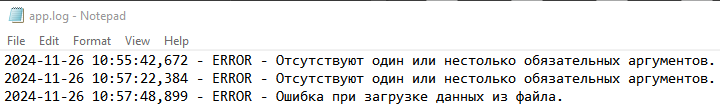 app.log - Notepad
File Edit Format View Help
2024-11-26 10:55:42,672 - ERROR - Отсутствуют один или нестолько обязательных аргументов.
2024-11-26 10:57:22,384 - ERROR - Отсутствуют один или нестолько обязательных аргументов.
2024-11-26 10:57:48,899 - ERROR - Ошибка при загрузке данных из файла.